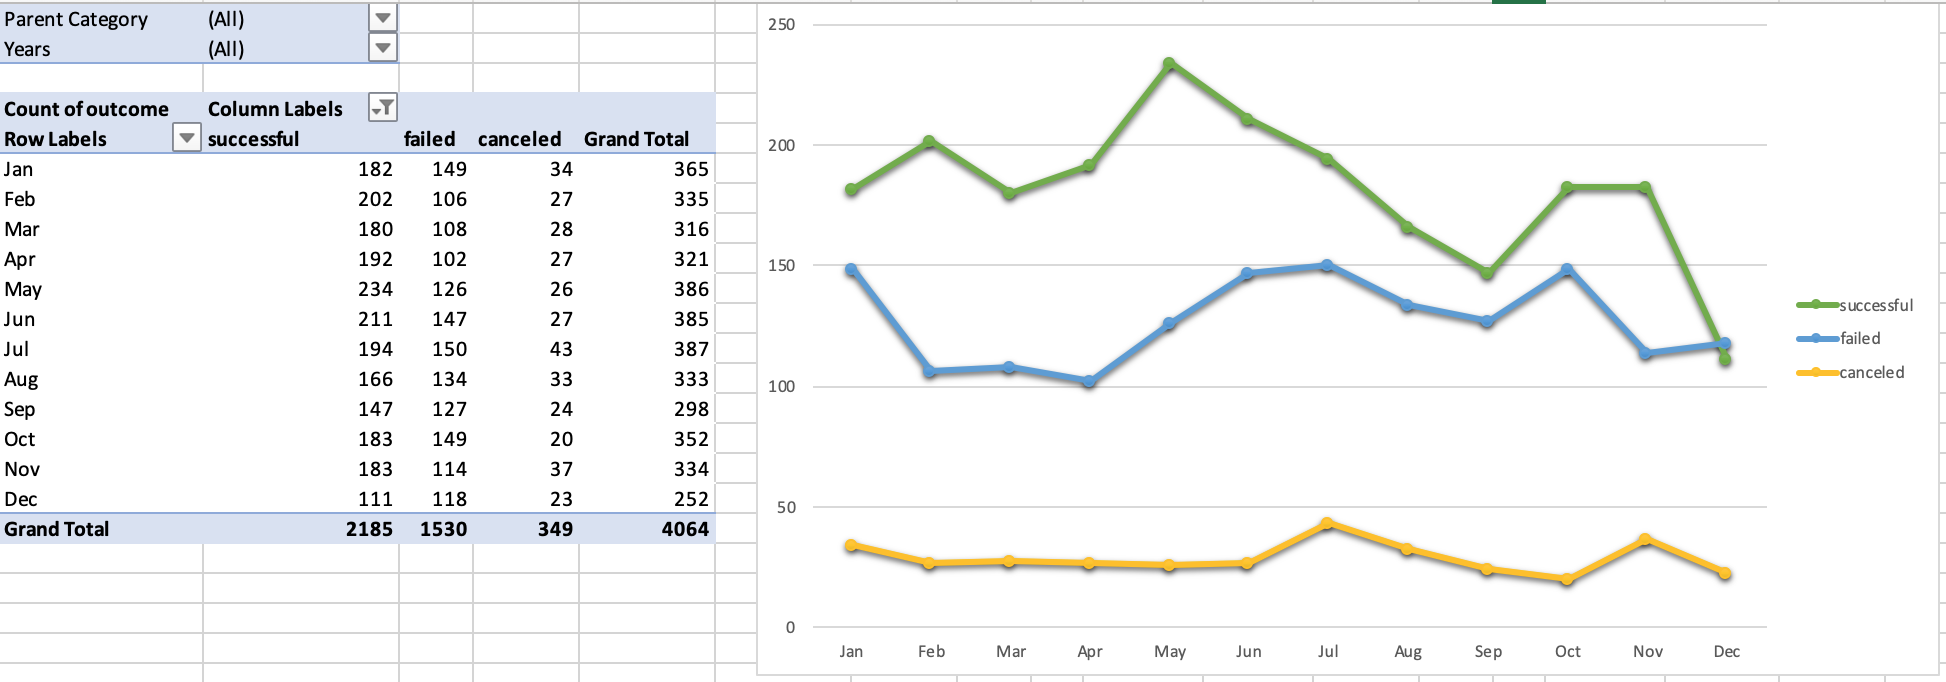 Parent Category (All)
Years (All)
Count of outcome Column Labels
Row Labels successful failed canceled Grand Total
Jan 182 149 34 365
Feb 202 106 27 335
Mar 180 108 28 316
Apr 192 102 27 321
May 234 126 26 386
Jun 211 147 27 385
Jul 194 150 43 387
Aug 166 134 33 333
Sep 147 127 24 298
Oct 183 149 20 352
Nov 183 114 37 334
Dec 111 118 23 252
Grand Total 2185 1530 349 4064
250
200
150
100
50
0
Jan Feb Mar Apr May Jun Jul Aug Sep Oct Nov Dec
successful
failed
canceled